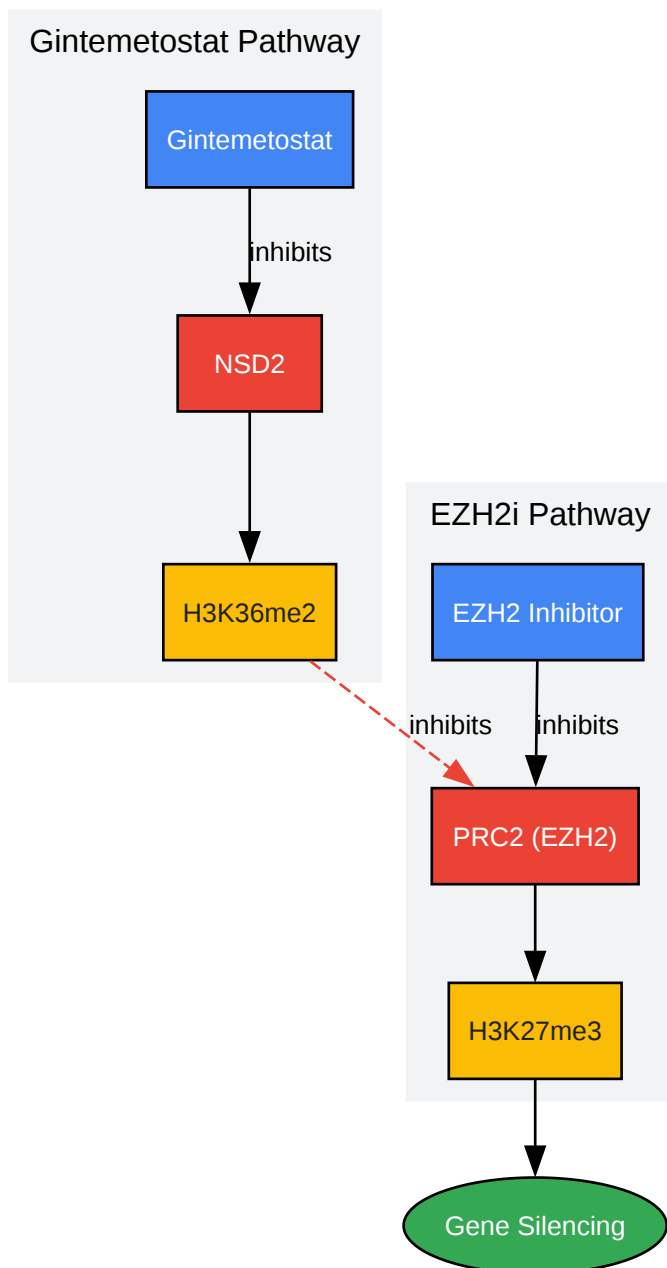 Gintemetostat Pathway
Gintemetostat
inhibits
NSD2
H3K36me2
EZH2i Pathway
EZH2 Inhibitor
inhibits
inhibits
PRC2 (EZH2)
H3K27me3
Gene Silencing